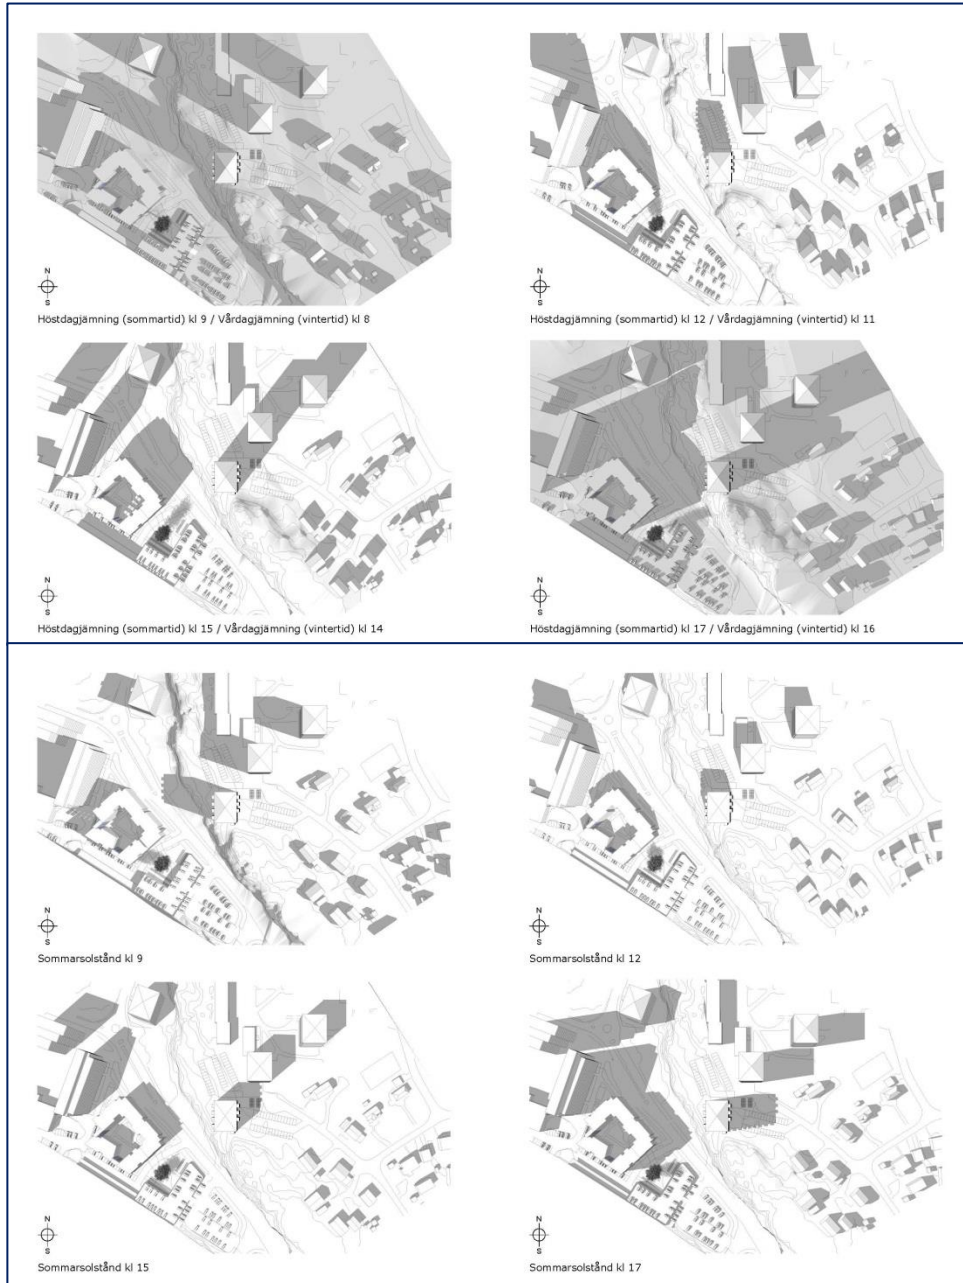 N
S
Höstdagjämning (sommartid) kl 9 / Vårdagjämning (vintertid) kl 8
N
S
Höstdagjämning (sommartid) kl 12 / Vårdagjämning (vintertid) kl 11
N
S
Höstdagjämning (sommartid) kl 15 / Vårdagjämning (vintertid) kl 14
N
S
Höstdagjämning (sommartid) kl 17 / Vårdagjämning (vintertid) kl 16
N
S
Sommarsolstånd kl 9
N
S
Sommarsolstånd kl 12
N
S
Sommarsolstånd kl 15
N
S
Sommarsolstånd kl 17